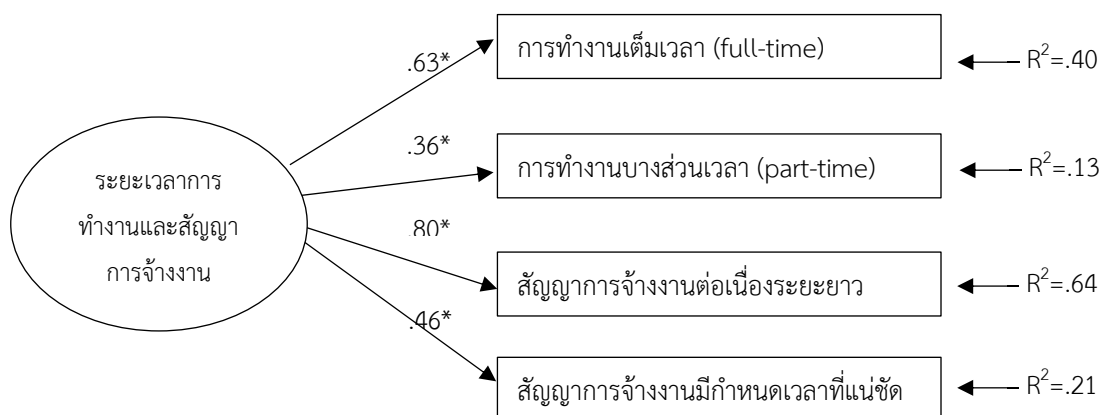 การทำงานเต็มเวลา (full-time)
.63*
R²=.40
.36*
การทำงานบางส่วนเวลา (part-time)
R²=.13
ระยะเวลาการ
ทำงานและสัญญา
การจ้างงาน
.80*
สัญญาการจ้างงานต่อเนื่องระยะยาว
R²=.64
.46*
สัญญาการจ้างงานมีกำหนดเวลาที่แน่ชัด
R²=.21